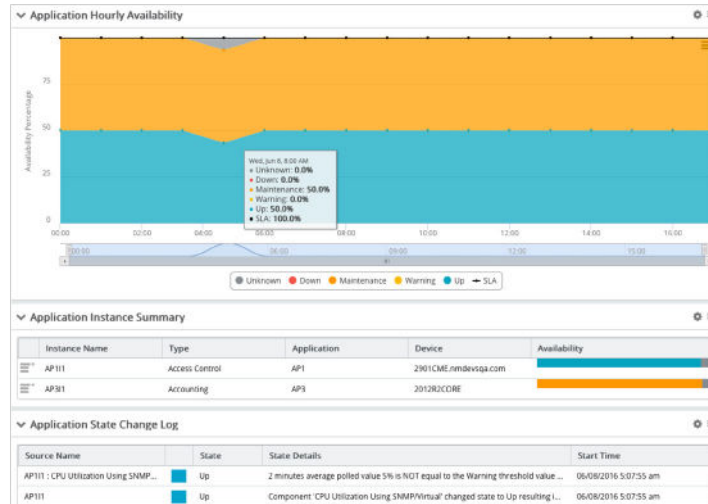 Application Hourly Availability
75
50
25
0
Availability Percentage
Wed, Jun 8, 8:00 AM
Unknown: 0.0%
Down: 0.0%
Maintenance: 50.0%
Warning: 0.0%
Up: 50.0%
SLA: 100.0%
00:00 02:00 04:00 06:00 08:00 10:00 12:00 14:00 16:00
00:00 06:00 09:00 12:00 15:00
Unknown Down Maintenance Warning Up SLA
Application Instance Summary
Instance Name Type Application Device Availability
AP1I1 Access Control AP1 2901CME.nmdevsqa.com
AP3I1 Accounting AP3 2012R2CORE
Application State Change Log
Source Name State State Details Start Time
AP1I1 : CPU Utilization Using SNMP... Up 2 minutes average polled value 5% is NOT equal to the Warning threshold value ... 06/08/2016 5:07:55 am
AP1I1 Up Component 'CPU Utilization Using SNMP/Virtual' changed state to Up resulting i... 06/08/2016 5:07:55 am